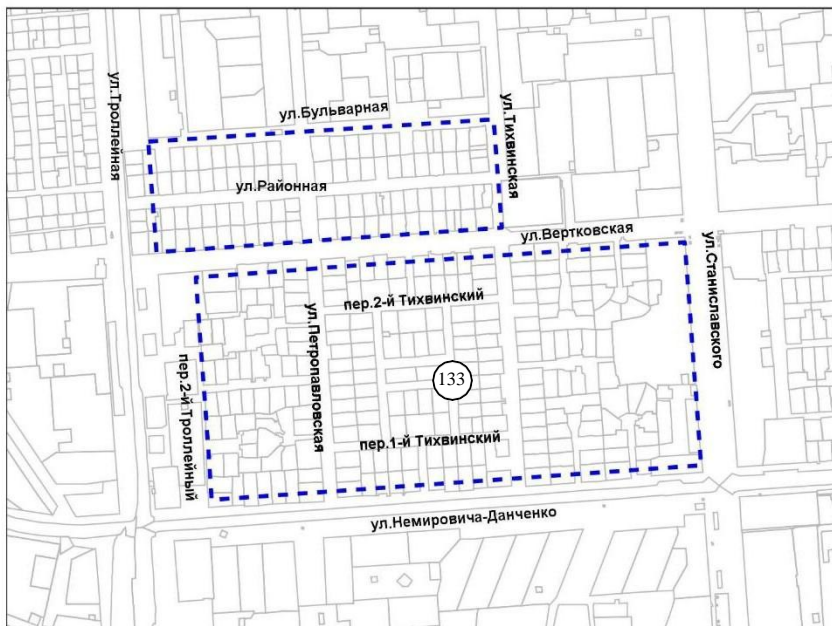 ул.Троллейная
ул.Бульварная
ул.Тихвинская
ул.Районная
ул.Вертковская
ул.Станиславского
пер.2-й Тихвинский
ул.Петропавловская
133
пер.2-й Троллейный
пер.1-й Тихвинский
ул.Немировича-Данченко